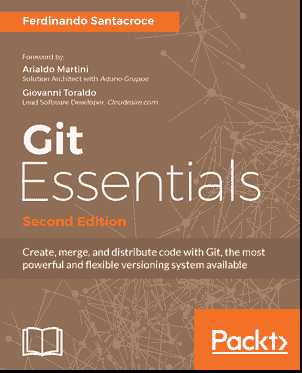 Ferdinando Santacroce
Foreword by:
Arialdo Martini
Solution Architect with Aduno Gruppe
Giovanni Toraldo
Lead Software Developer, Cloudesire.com
Git
Essentials
Second Edition
Create, merge, and distribute code with Git, the most
powerful and flexible versioning system available
Packt>